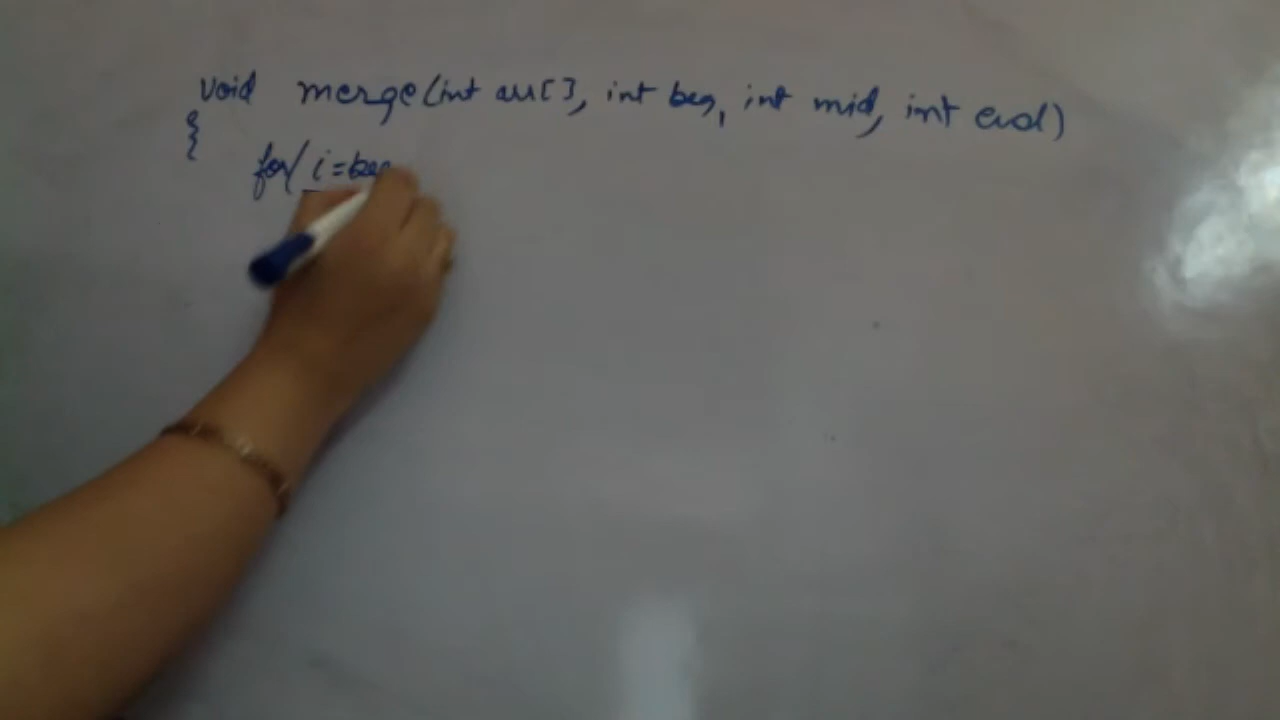 void merge(int arr[], int beg, int mid, int end)
{
for( i=beg